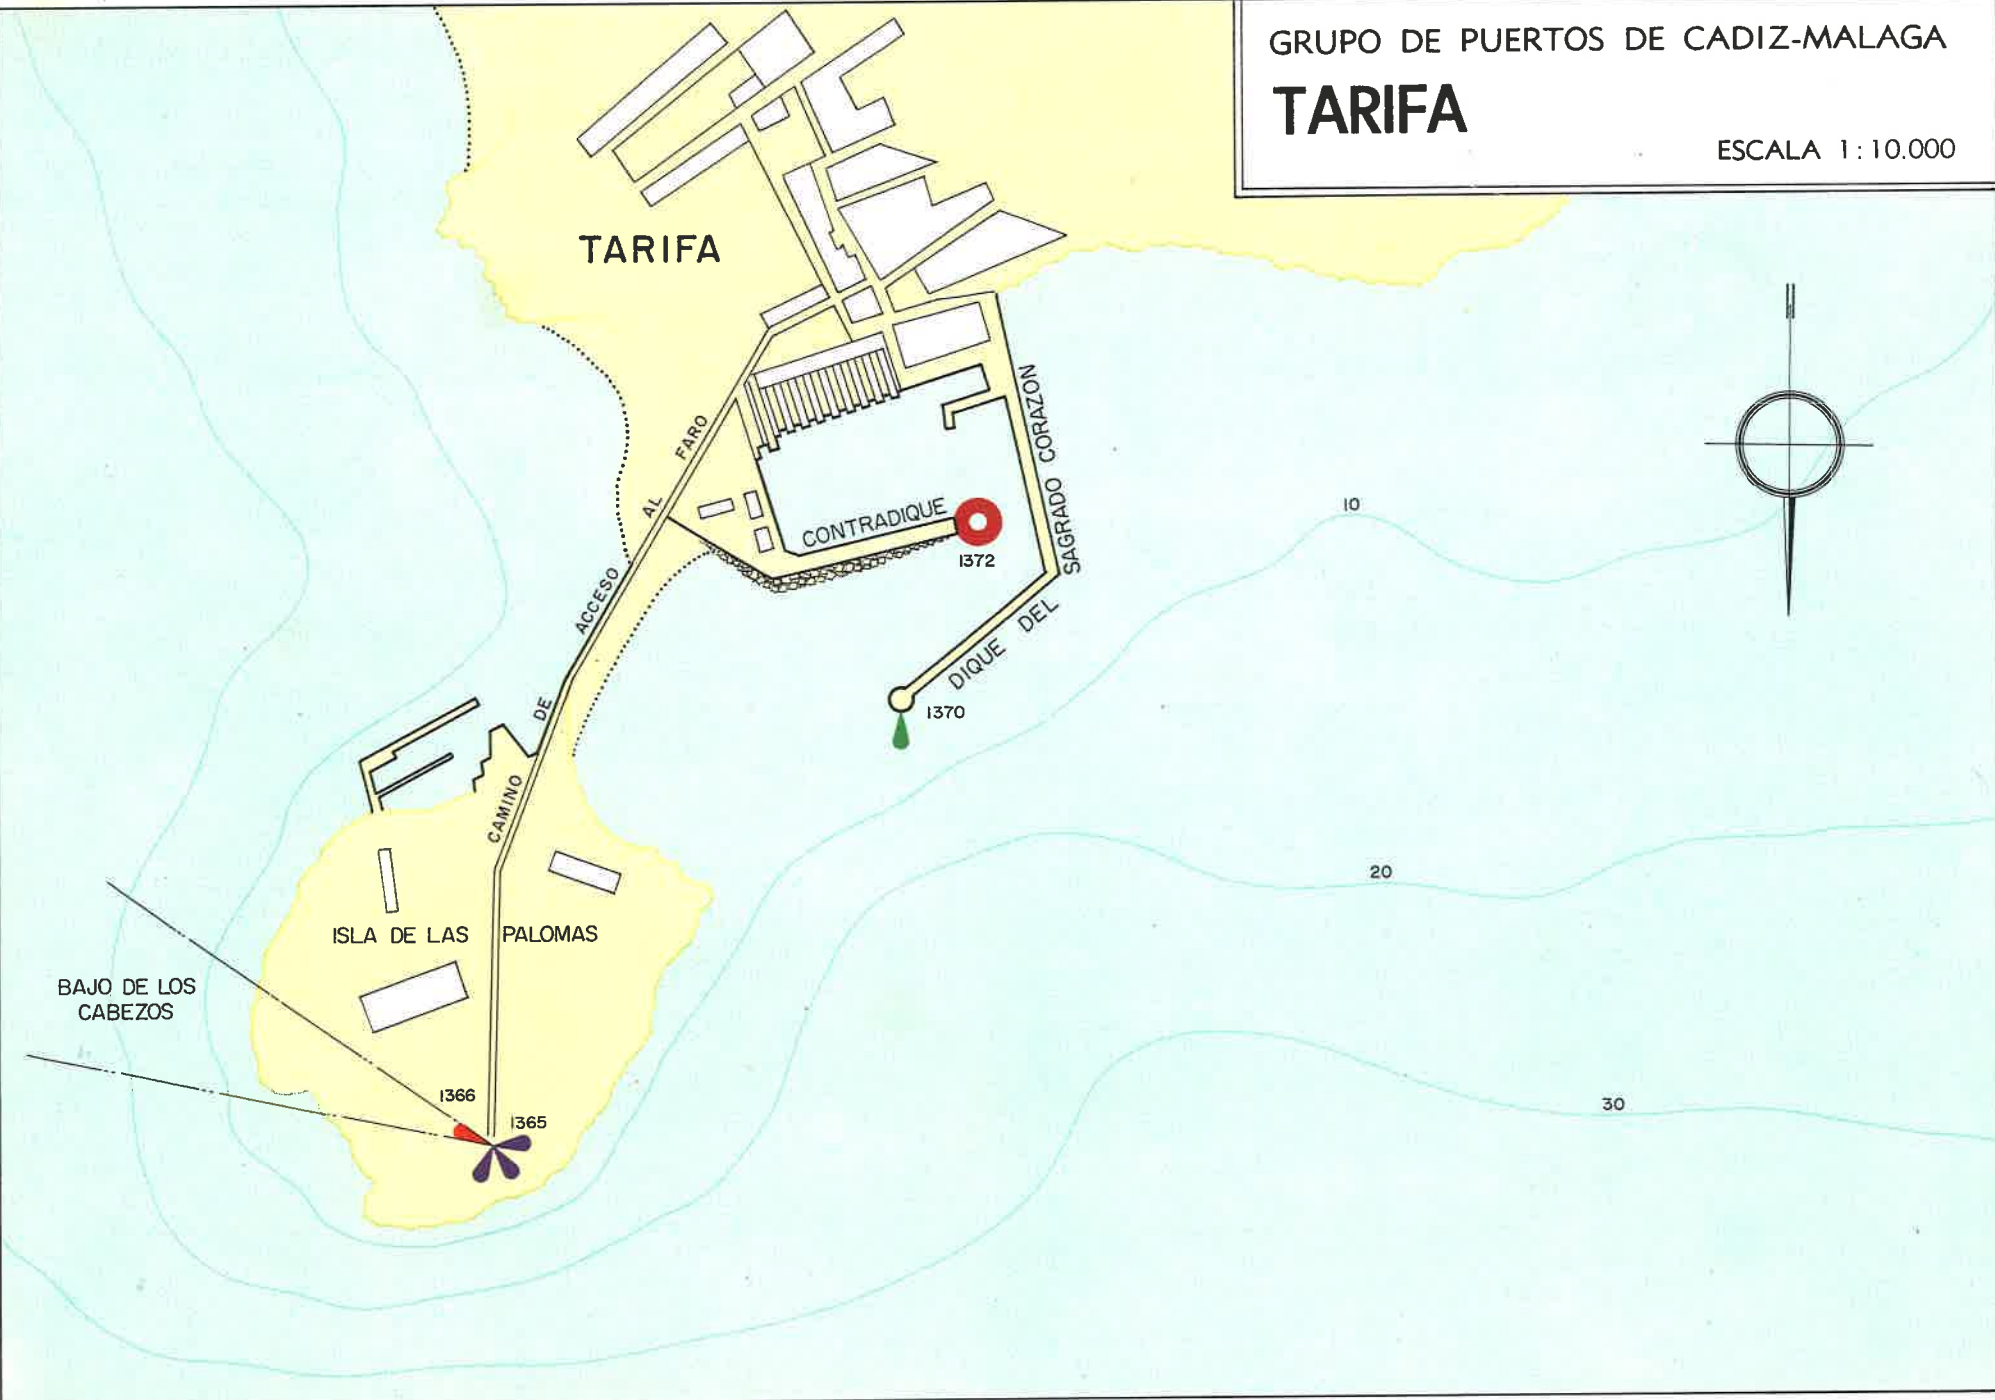 GRUPO DE PUERTOS DE CADIZ-MALAGA
TARIFA
ESCALA 1:10.000
TARIFA
CAMINO DE ACCESO AL FARO
CONTRADIQUE
1372
DIQUE DEL SAGRADO CORAZON
1370
10
20
30
ISLA DE LAS PALOMAS
BAJO DE LOS
CABEZOS
1366
1365